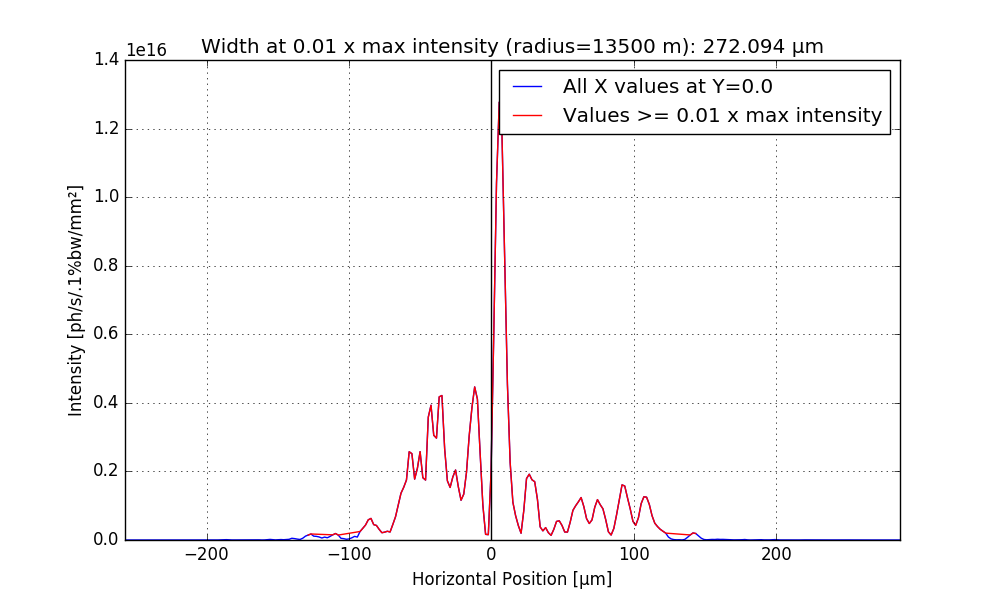 Width at 0.01 x max intensity (radius=13500 m): 272.094 μm
1e16
All X values at Y=0.0
Values >= 0.01 x max intensity
1.4
1.2
1.0
0.8
0.6
0.4
0.2
0.0
Intensity [ph/s/.1%bw/mm²]
−200
−100
0
100
200
Horizontal Position [μm]